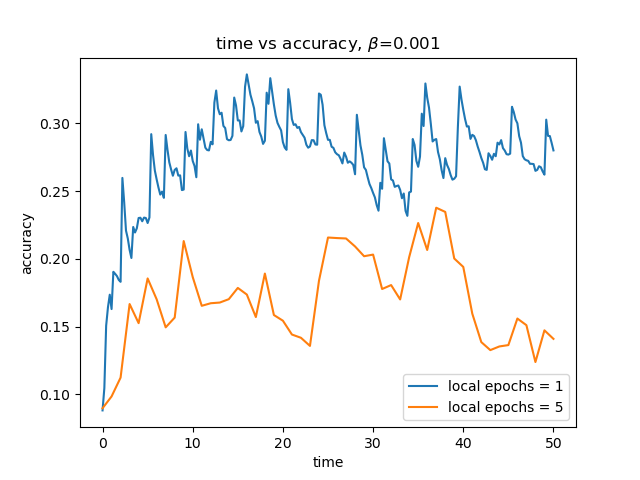 time vs accuracy, β=0.001
accuracy
0.30
0.25
0.20
0.15
0.10
local epochs = 1
local epochs = 5
0 10 20 30 40 50
time